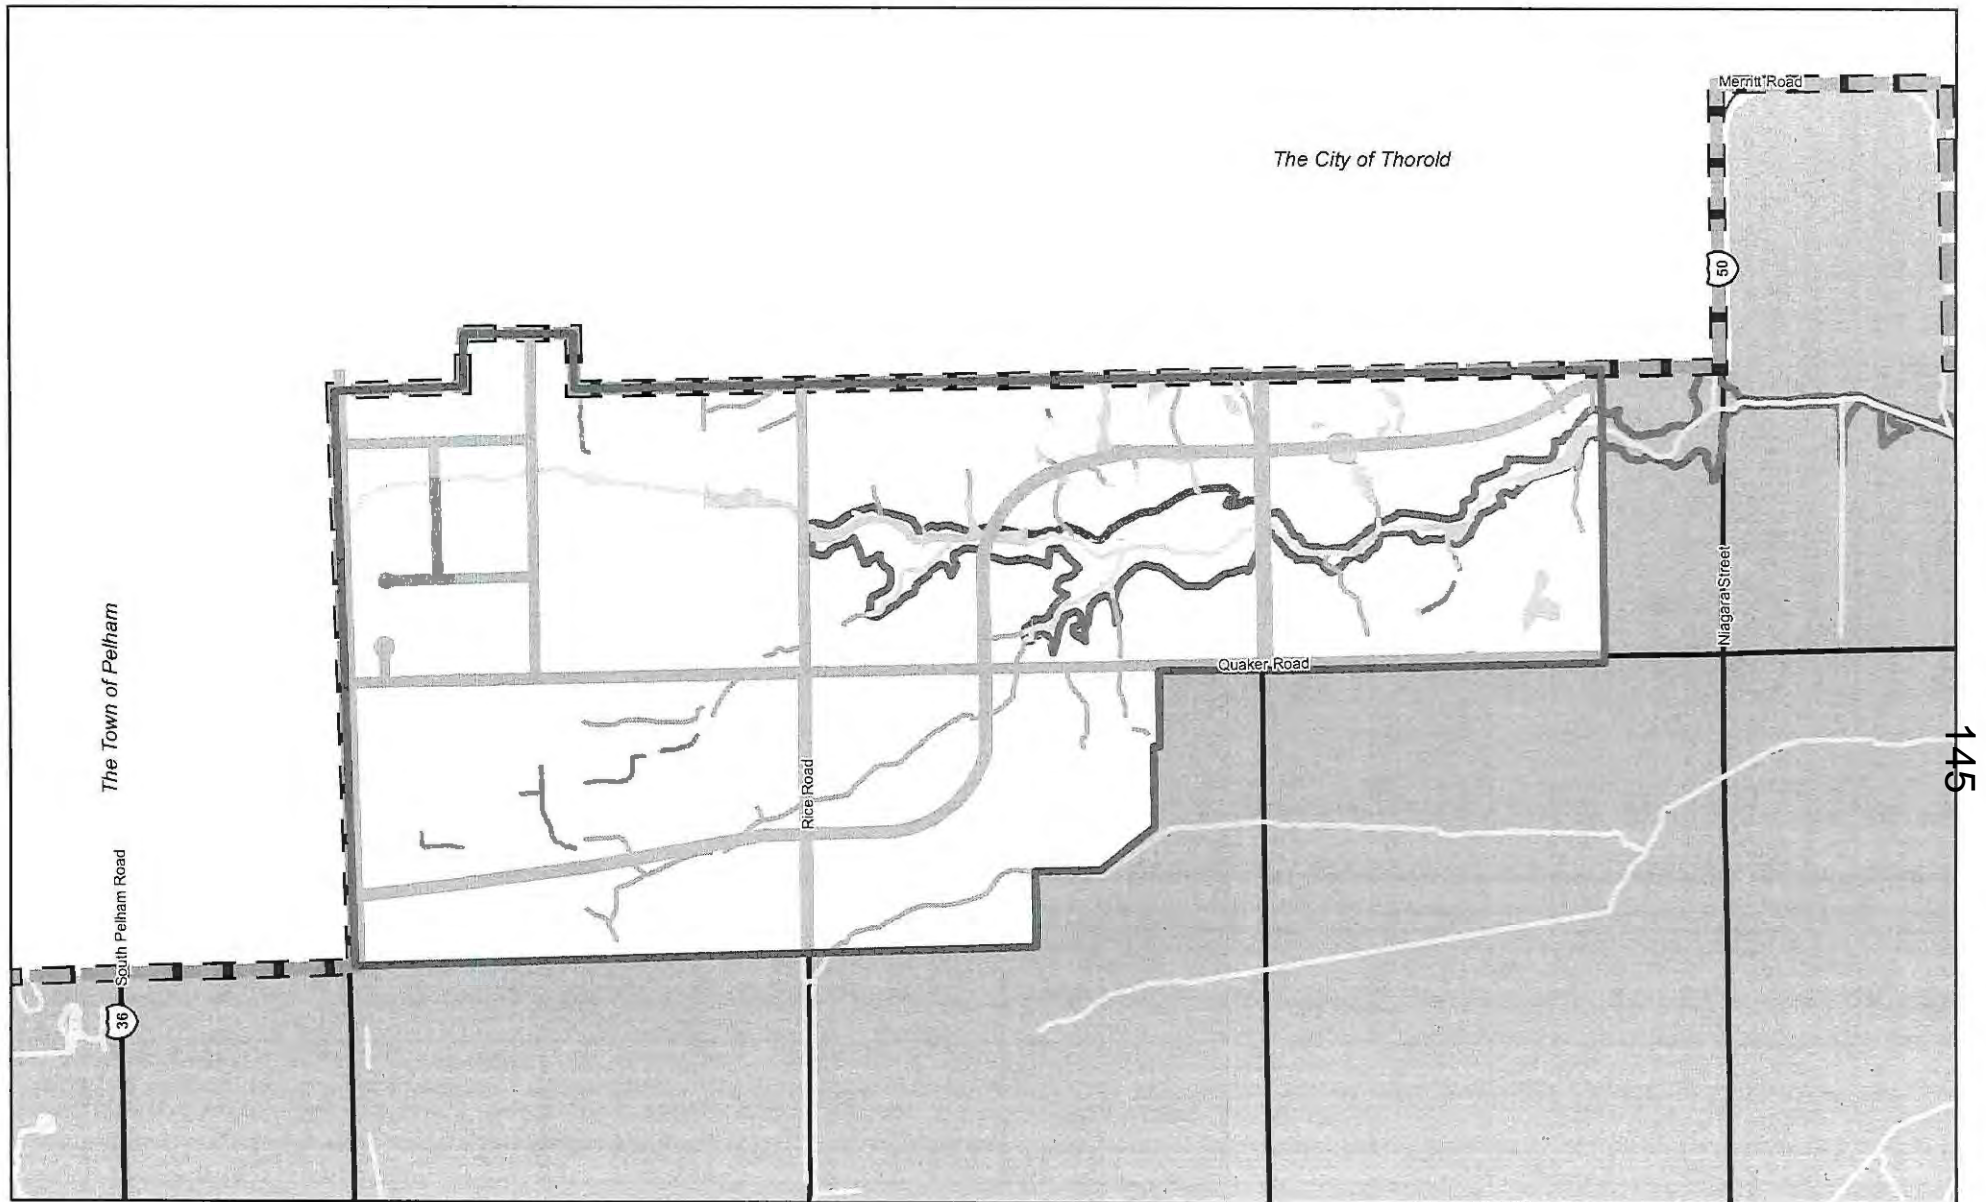 Merritt Road
The City of Thorold
50
The Town of Pelham
Niagara Street
Quaker Road
145
Rice Road
South Pelham Road
36